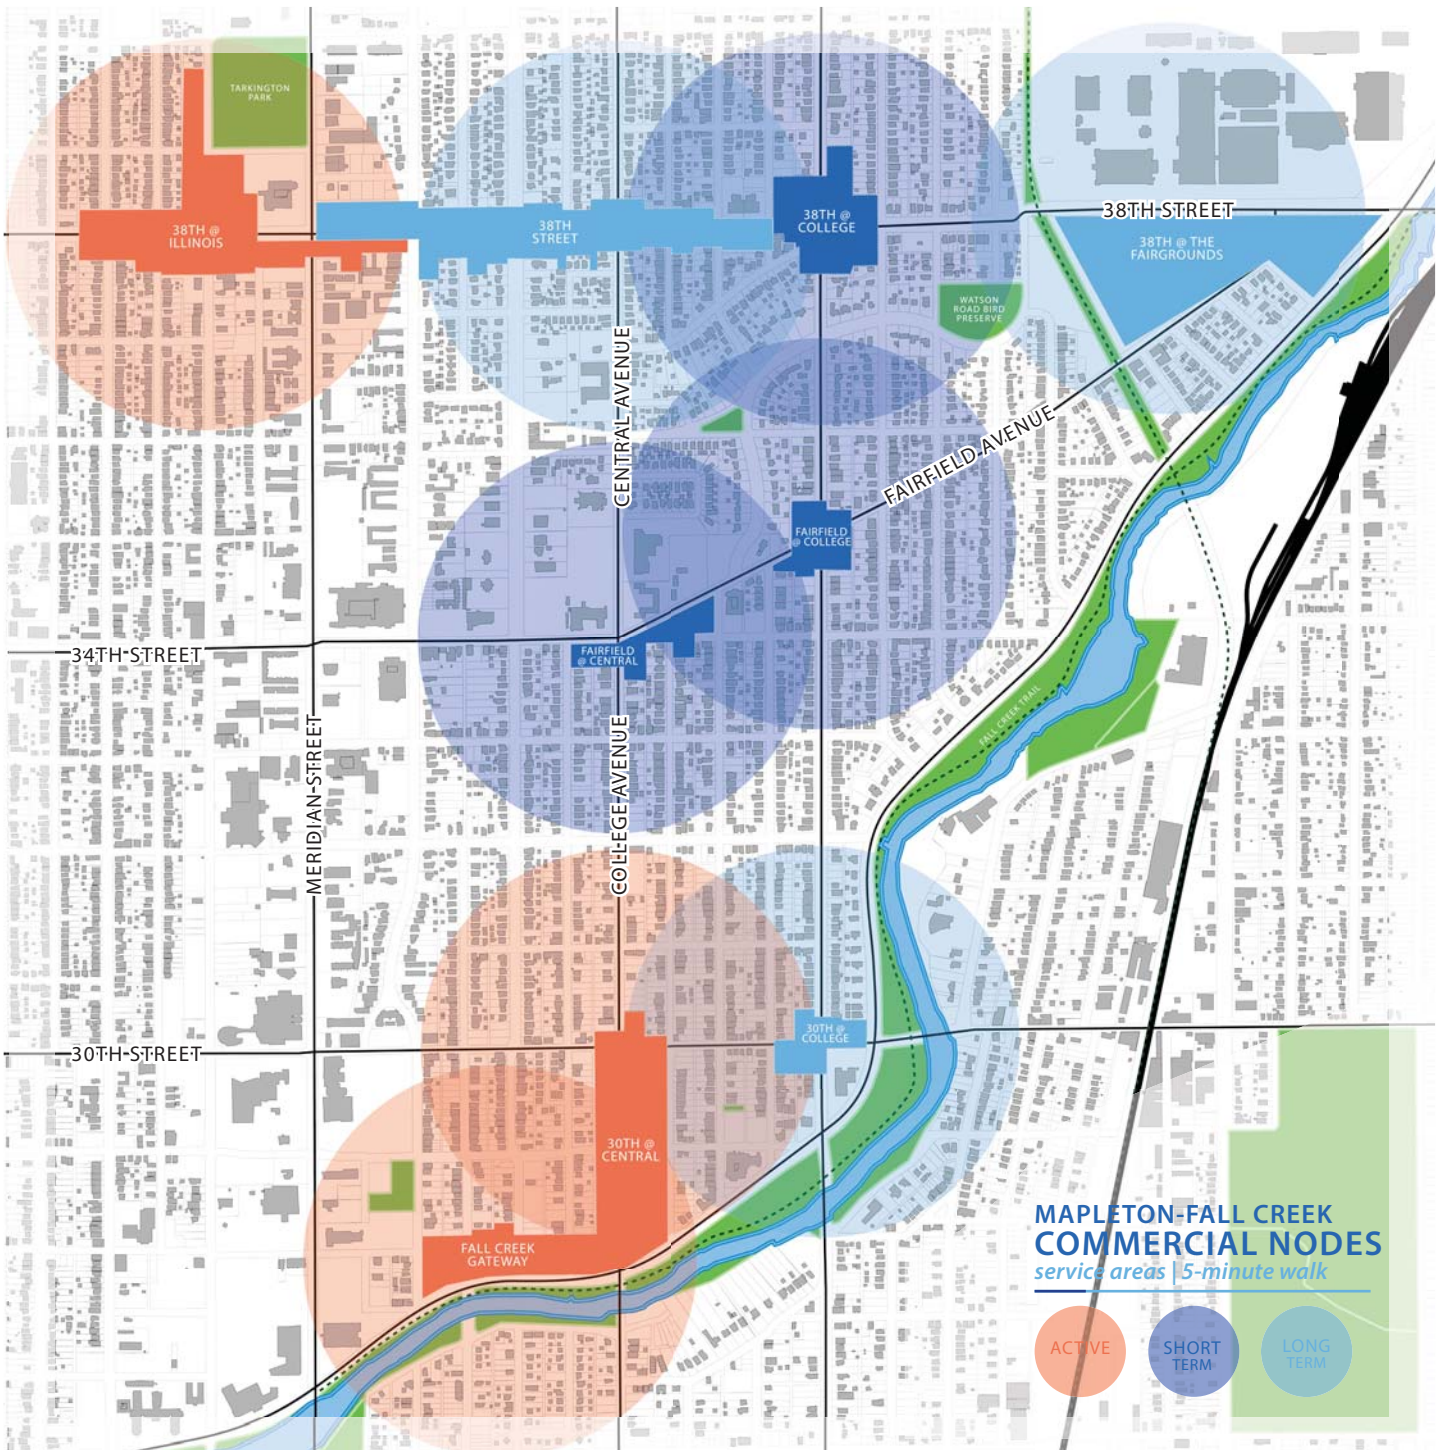 TARKINGTON
PARK
38TH @
ILLINOIS
38TH
STREET
38TH @
COLLEGE
38TH STREET
38TH @ THE
FAIRGROUNDS
WATSON
ROAD BIRD
PRESERVE
CENTRAL AVENUE
FAIRFIELD AVENUE
FAIRFIELD
@ COLLEGE
34TH STREET
FAIRFIELD
@ CENTRAL
FALL CREEK TRAIL
MERIDIAN STREET
COLLEGE AVENUE
30TH STREET
30TH @
COLLEGE
30TH @
CENTRAL
FALL CREEK
GATEWAY
MAPLETON-FALL CREEK
COMMERCIAL NODES
service areas | 5-minute walk
ACTIVE
SHORT
TERM
LONG
TERM